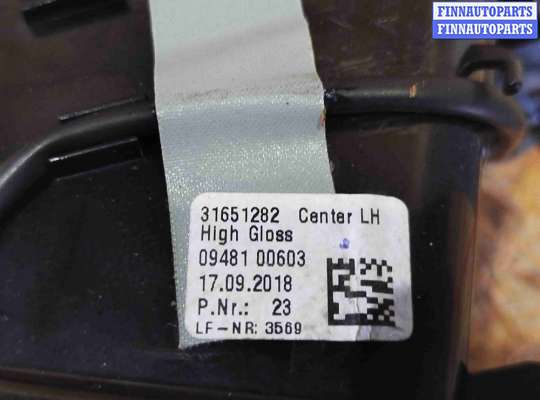 FINNAUTOPARTS
FINNAUTOPARTS
31651282 Center LH
High Gloss
09481 00603
17.09.2018
P.Nr.: 23
LF-NR: 3569